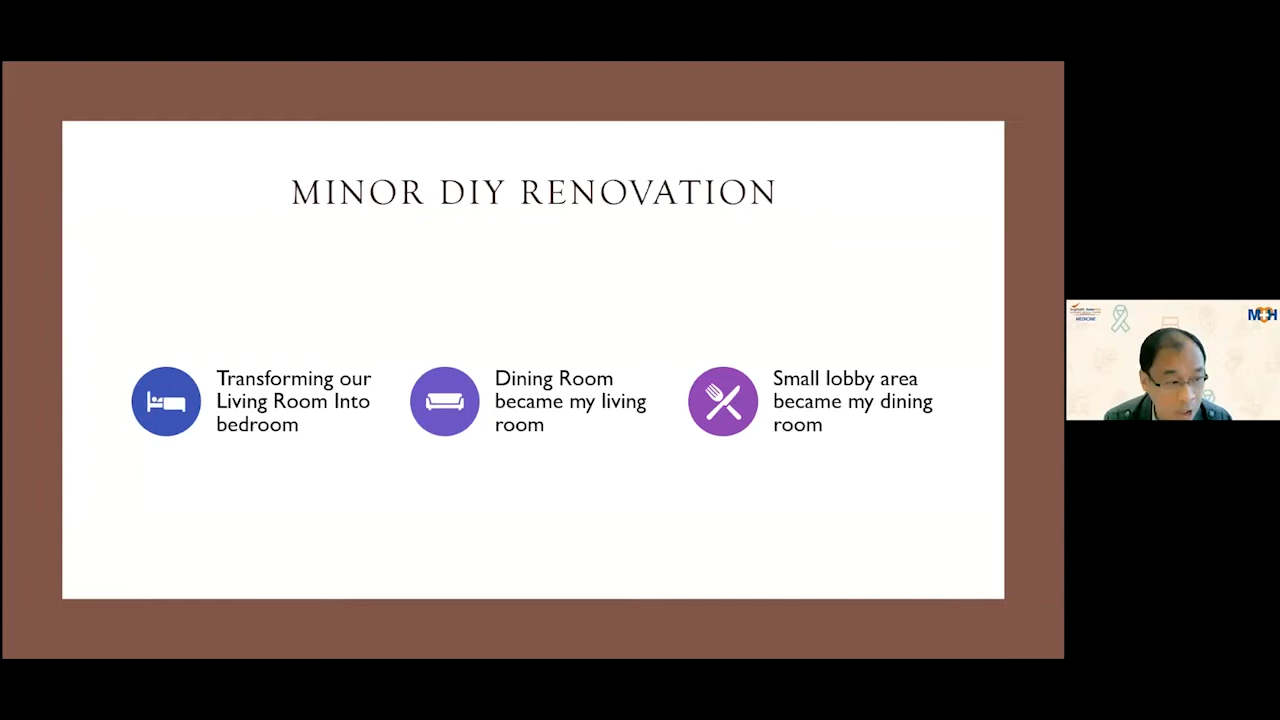 MINOR DIY RENOVATION
Transforming our
Living Room Into
bedroom
Dining Room
became my living
room
Small lobby area
became my dining
room
MEDICINE